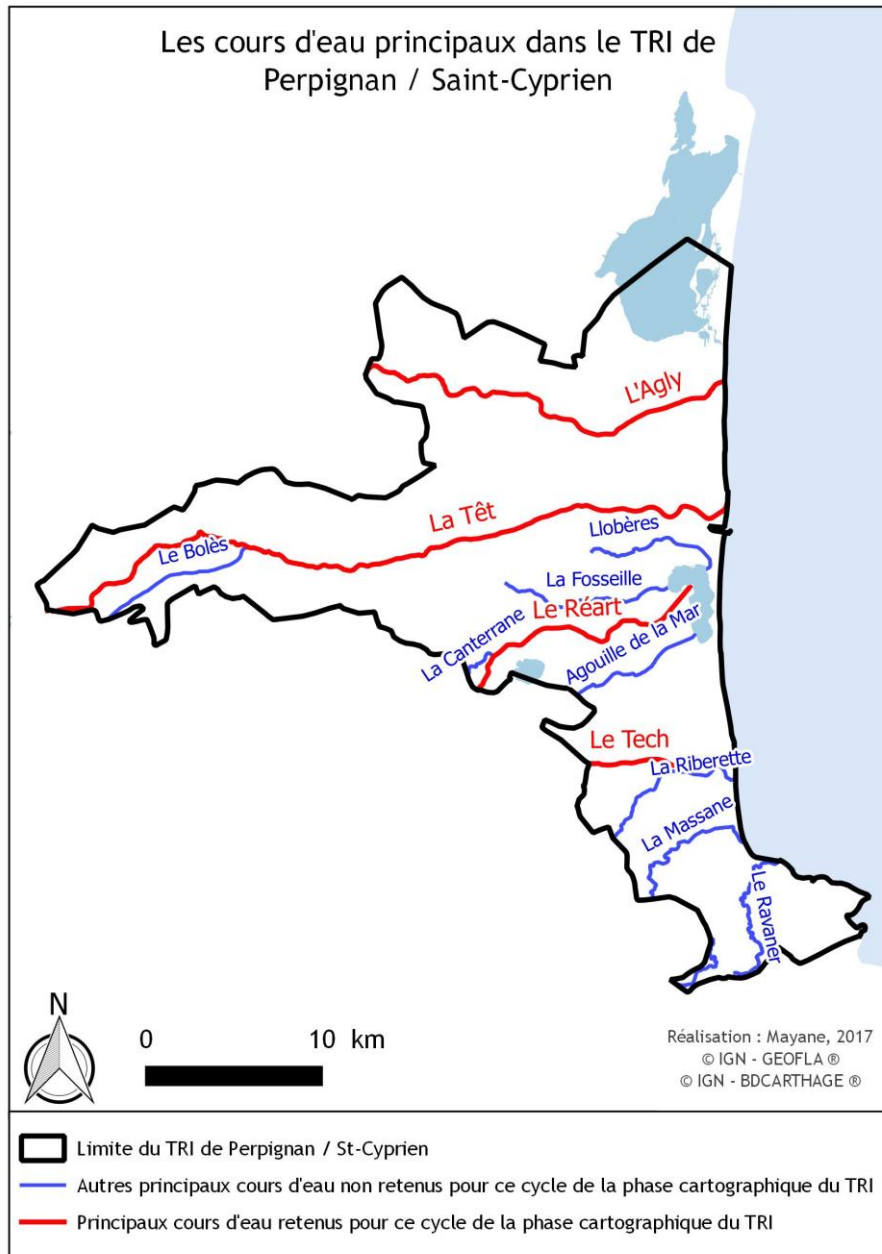 Les cours d'eau principaux dans le TRI de
Perpignan / Saint-Cyprien
L'Agly
La Têt
Llobères
Le Bolès
La Fosseille
Le Réart
La Canterrane
Agouille de la Mar
Le Tech
La Riberette
La Massane
Le Ravaner
N
0 10 km
Réalisation : Mayane, 2017
© IGN - GEOFLA ®
© IGN - BDCARTHAGE ®
Limite du TRI de Perpignan / St-Cyprien
Autres principaux cours d'eau non retenus pour ce cycle de la phase cartographique du TRI
Principaux cours d'eau retenus pour ce cycle de la phase cartographique du TRI